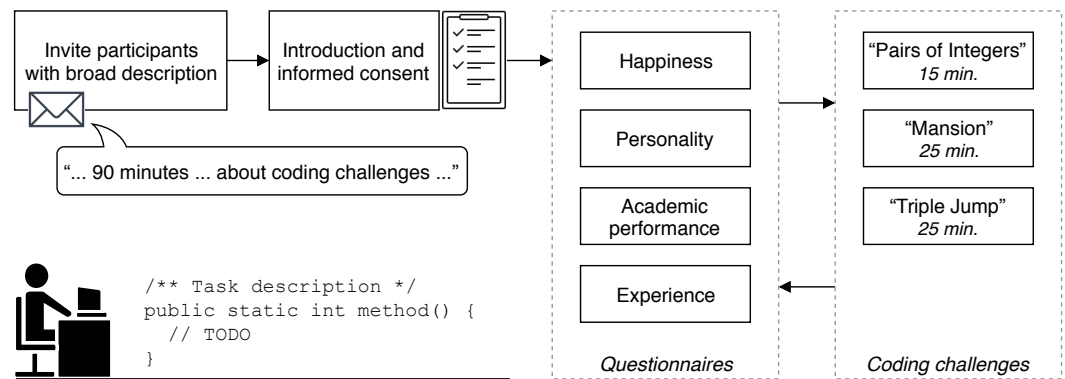 Invite participants
with broad description
Introduction and
informed consent
“... 90 minutes ... about coding challenges ...”
/** Task description */
public static int method() {
// TODO
}
Happiness
Personality
Academic
performance
Experience
Questionnaires
“Pairs of Integers”
15 min.
“Mansion”
25 min.
“Triple Jump”
25 min.
Coding challenges